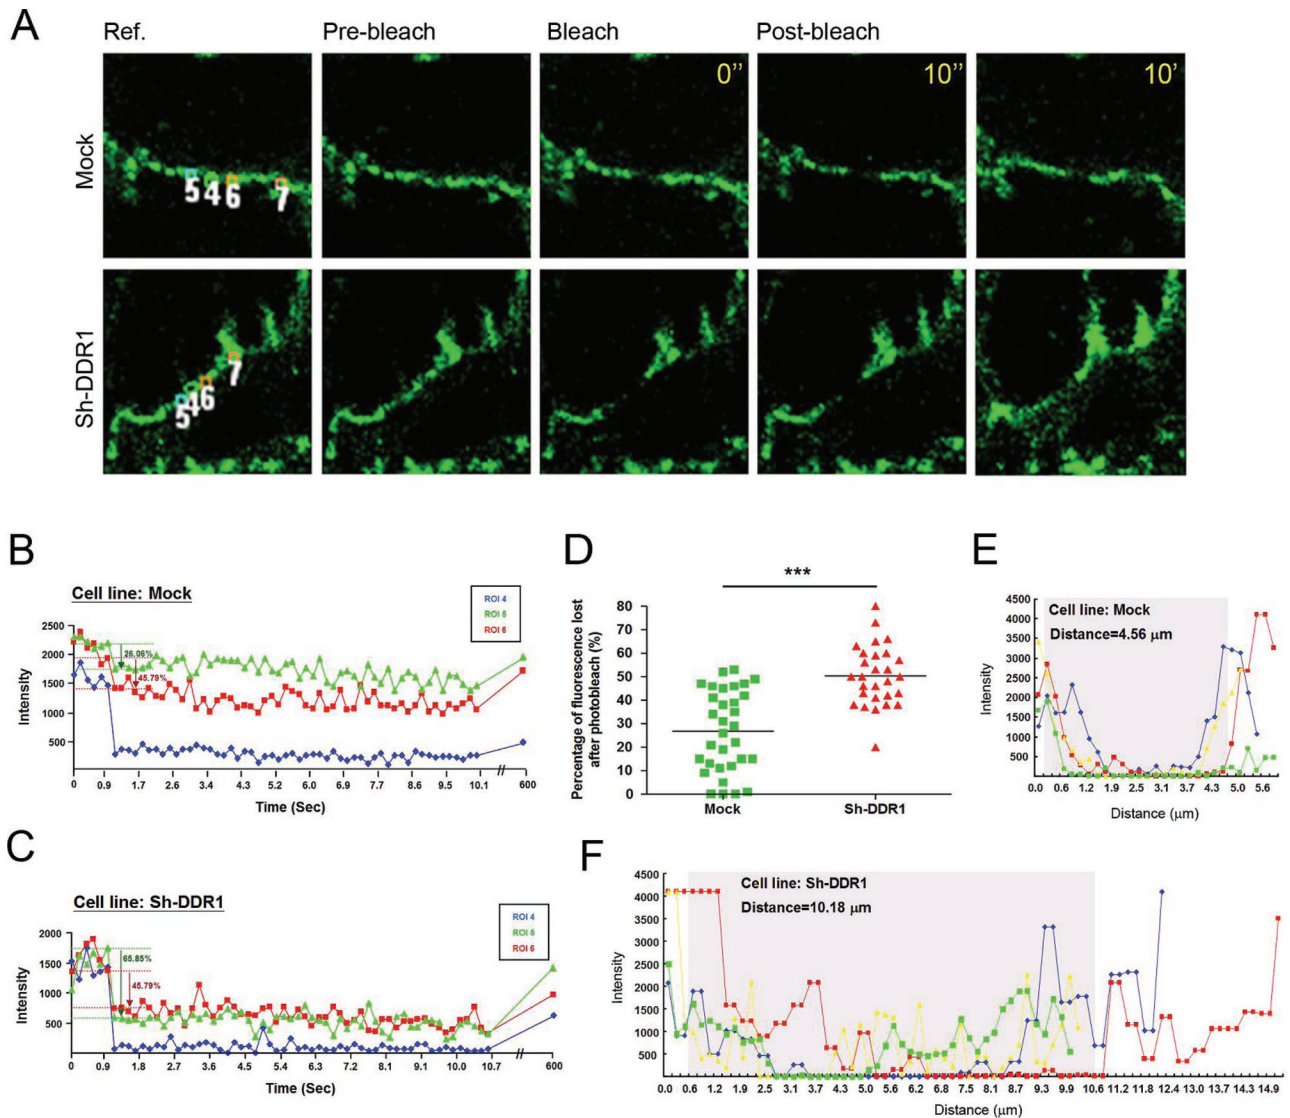 A
Ref.
Pre-bleach
Bleach
Post-bleach
0’’
10’’
10’
Mock
5 4 6 7
Sh-DDR1
5 4 6 7
B
Cell line: Mock
ROI 4
ROI 5
ROI 6
Intensity
2500
2000
1500
1000
500
26.06%
45.79%
0 0.9 1.7 2.6 3.4 4.3 5.2 6.0 6.9 7.7 8.6 9.5 10.3 600
Time (Sec)
C
Cell line: Sh-DDR1
ROI 4
ROI 5
ROI 6
Intensity
2000
1500
1000
500
65.85%
45.79%
0 0.9 1.8 2.7 3.6 4.5 5.4 6.3 7.2 8.1 9.1 10.0 10.7 600
Time (Sec)
D
Percentage of fluorescence lost
after photobleach (%)
***
80
70
60
50
40
30
20
10
0
Mock
Sh-DDR1
E
Cell line: Mock
Distance=4.56 μm
Intensity
4500
4000
3500
3000
2500
2000
1500
1000
500
0.0 0.6 1.2 1.9 2.5 3.1 3.7 4.3 5.0 5.6
Distance (μm)
F
Cell line: Sh-DDR1
Distance=10.18 μm
Intensity
4500
4000
3500
3000
2500
2000
1500
1000
500
0.0 0.6 1.2 1.9 2.5 3.1 3.7 4.3 5.0 5.6 6.2 6.8 7.5 8.1 8.7 9.3 9.9 10.6 11.2 11.8 12.4 13.0 13.7 14.3 14.9
Distance (μm)